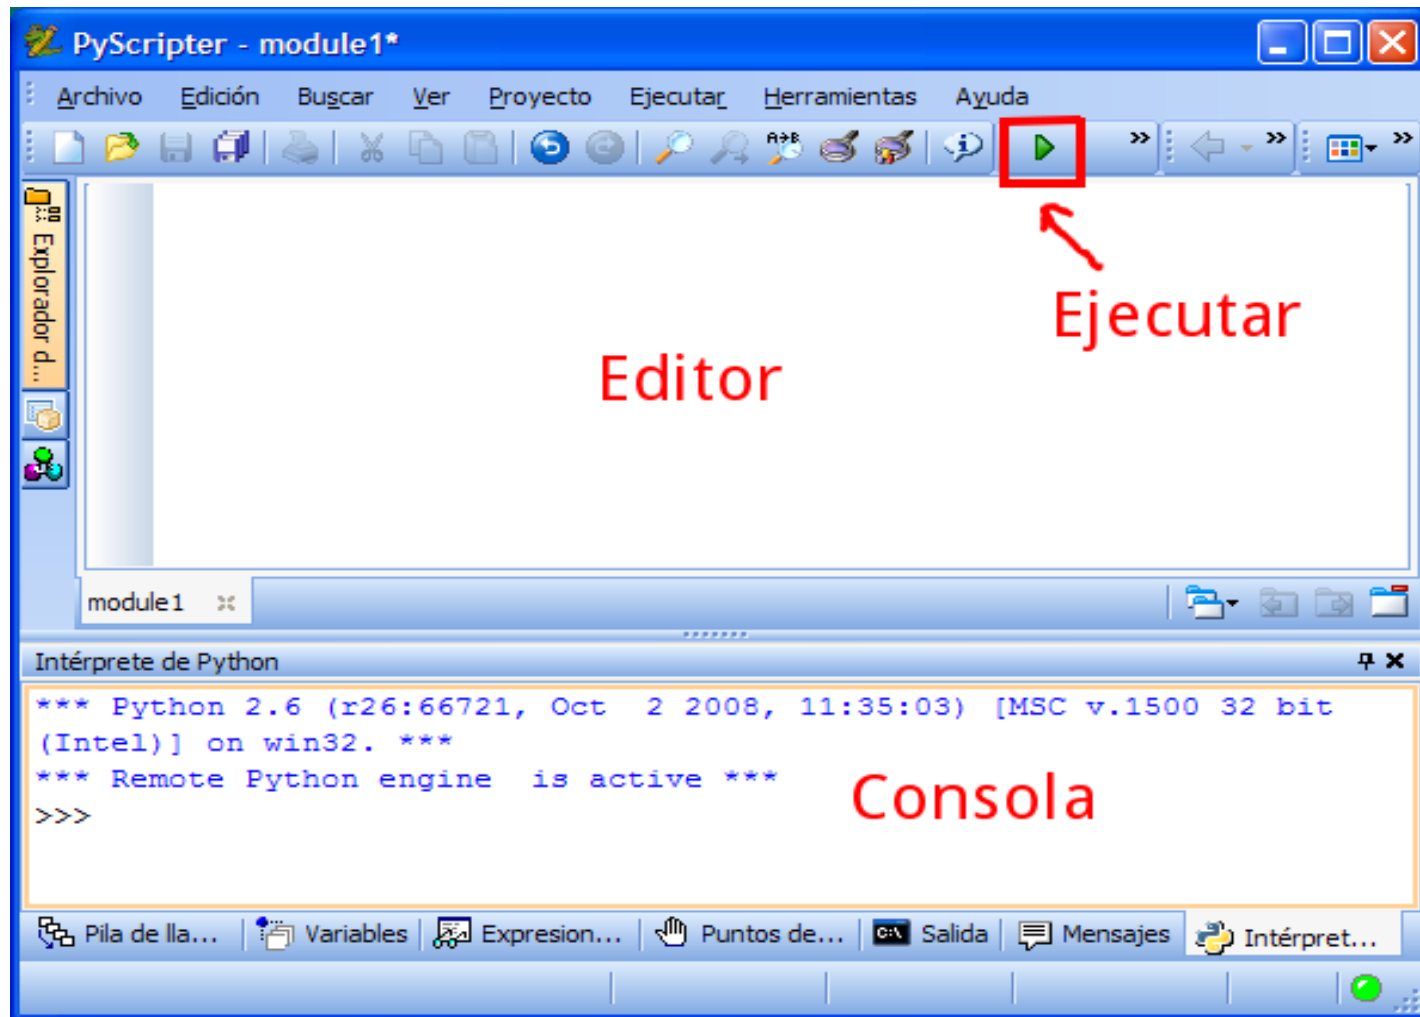 PyScripter - module1*
Archivo Edición Buscar Ver Proyecto Ejecutar Herramientas Ayuda
Explorador d...
Ejecutar
Editor
module1
Intérprete de Python
*** Python 2.6 (r26:66721, Oct  2 2008, 11:35:03) [MSC v.1500 32 bit
(Intel)] on win32. ***
*** Remote Python engine  is active ***
>>>
Consola
Pila de lla... Variables Expresion... Puntos de... Salida Mensajes Intérpret...